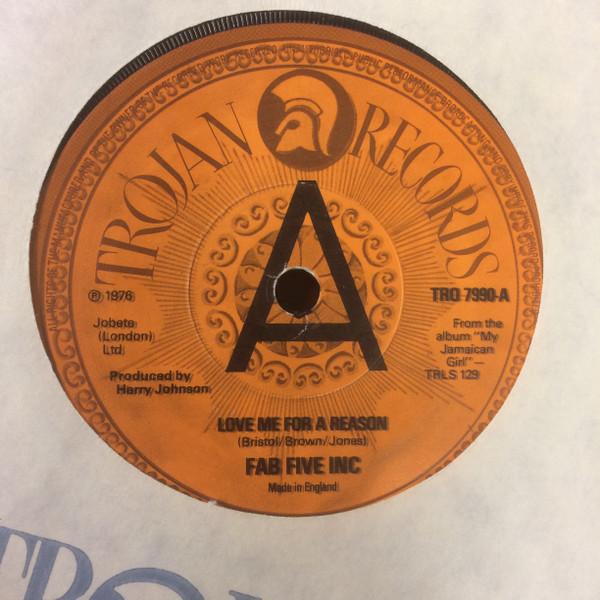 TROJAN RECORDS
A
℗ 1976
TRO 7990-A
Jobete
(London)
Ltd
Produced by
Harry Johnson
From the
album "My
Jamaican
Girl" —
TRLS 129
LOVE ME FOR A REASON
(Bristol/Brown/Jones)
FAB FIVE INC
Made in England
TRO